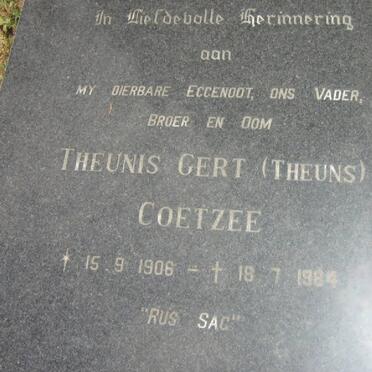 In Liefdevolle Herinnering
aan
MY DIERBARE ECCENOOT, ONS VADER,
BROER EN OOM
THEUNIS GERT (THEUNS)
COETZEE
* 15. 9. 1906 – † 18 7 1984
"RUS SAC"